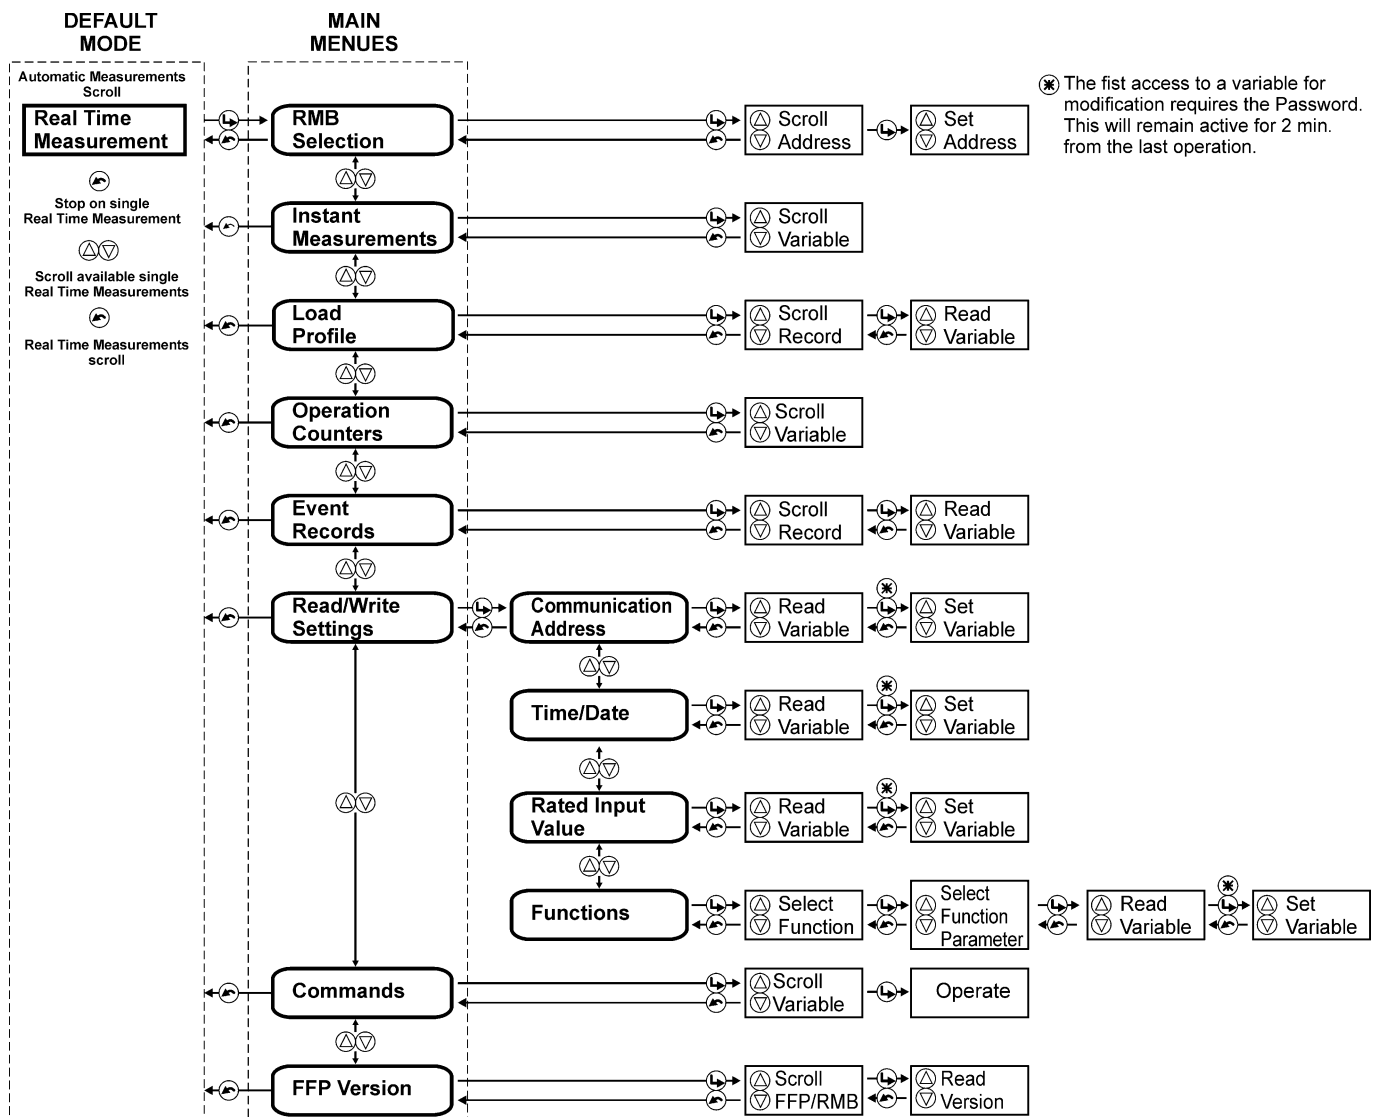 DEFAULT
MODE
MAIN
MENUES
Automatic Measurements
Scroll
Real Time
Measurement
Stop on single
Real Time Measurement
Scroll available single
Real Time Measurements
Real Time Measurements
scroll
The fist access to a variable for
modification requires the Password.
This will remain active for 2 min.
from the last operation.
RMB
Selection
Scroll
Address
Set
Address
Instant
Measurements
Scroll
Variable
Load
Profile
Scroll
Record
Read
Variable
Operation
Counters
Scroll
Variable
Event
Records
Scroll
Record
Read
Variable
Read/Write
Settings
Communication
Address
Read
Variable
Set
Variable
Time/Date
Read
Variable
Set
Variable
Rated Input
Value
Read
Variable
Set
Variable
Functions
Select
Function
Select
Function
Parameter
Read
Variable
Set
Variable
Commands
Scroll
Variable
Operate
FFP Version
Scroll
FFP/RMB
Read
Version